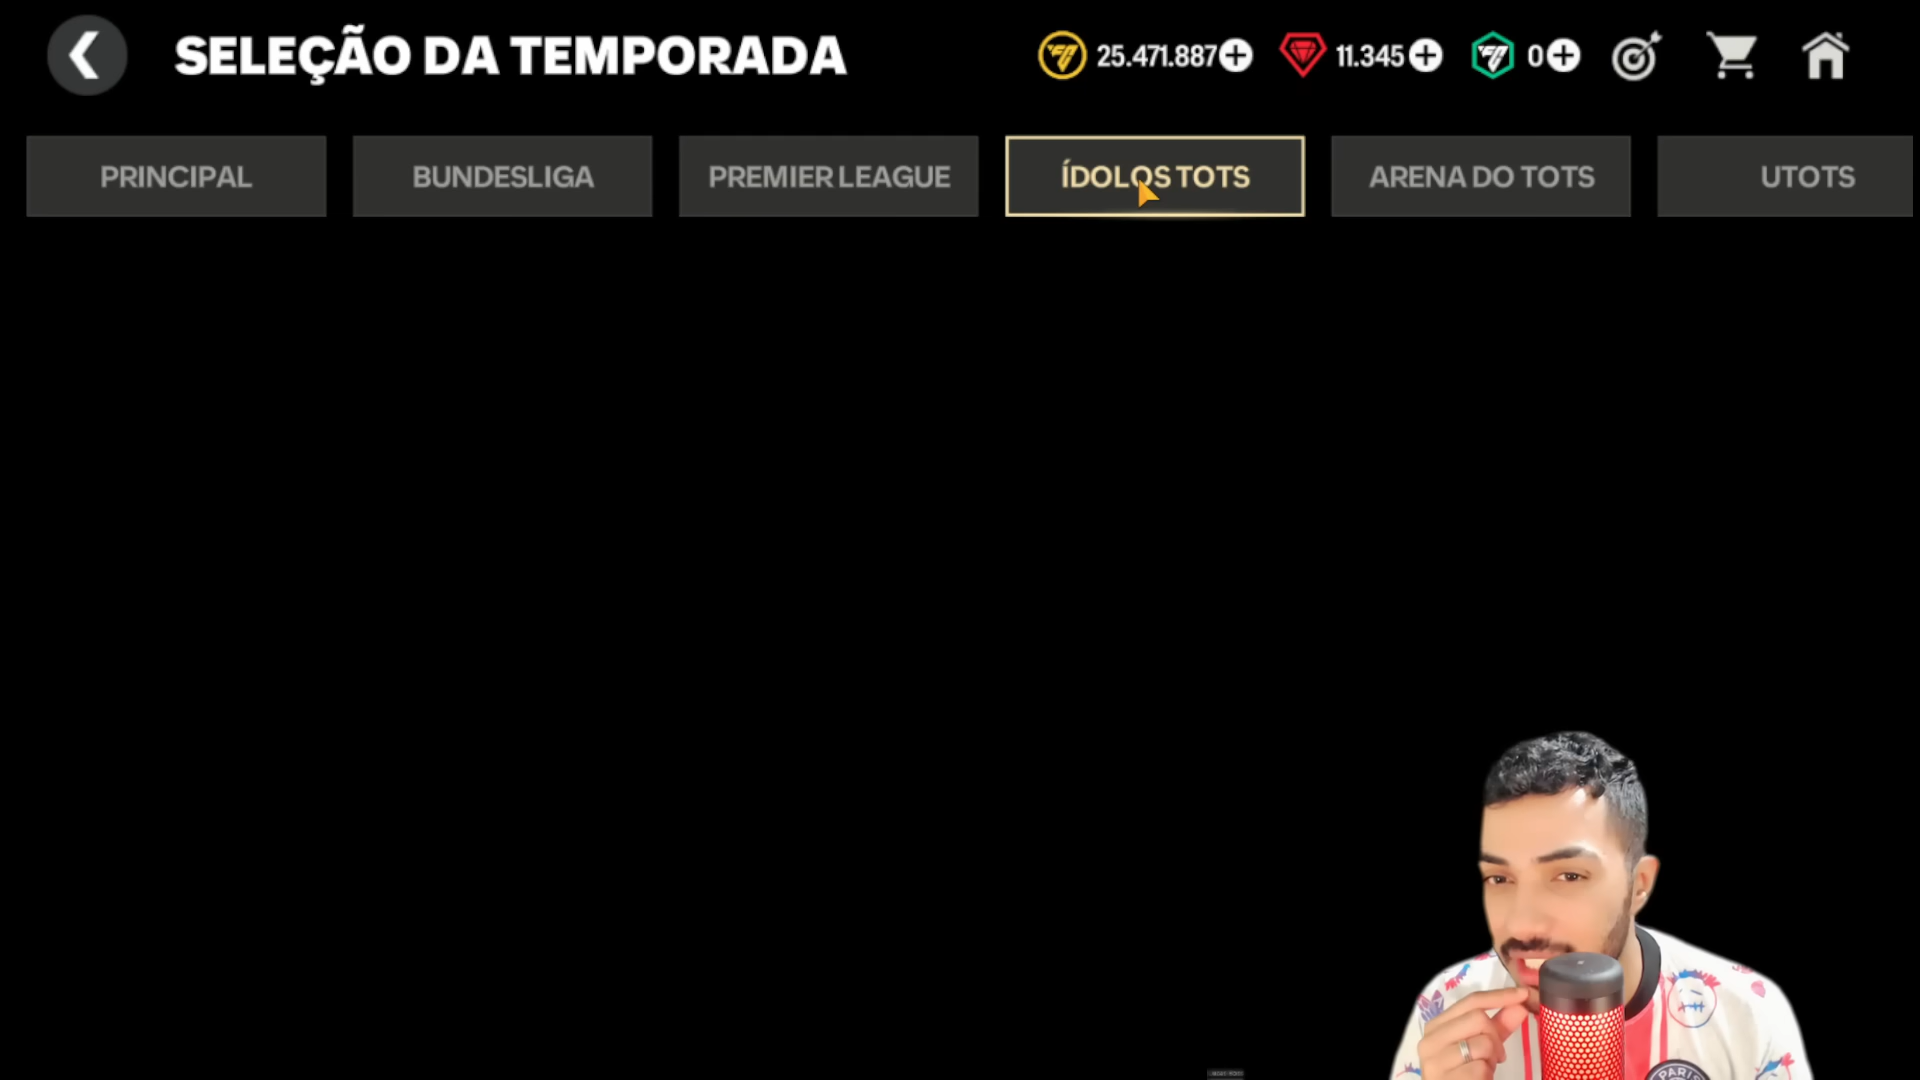 SELEÇÃO DA TEMPORADA
25.471.887
11.345
0
PRINCIPAL
BUNDESLIGA
PREMIER LEAGUE
ÍDOLOS TOTS
ARENA DO TOTS
UTOTS
PARIS